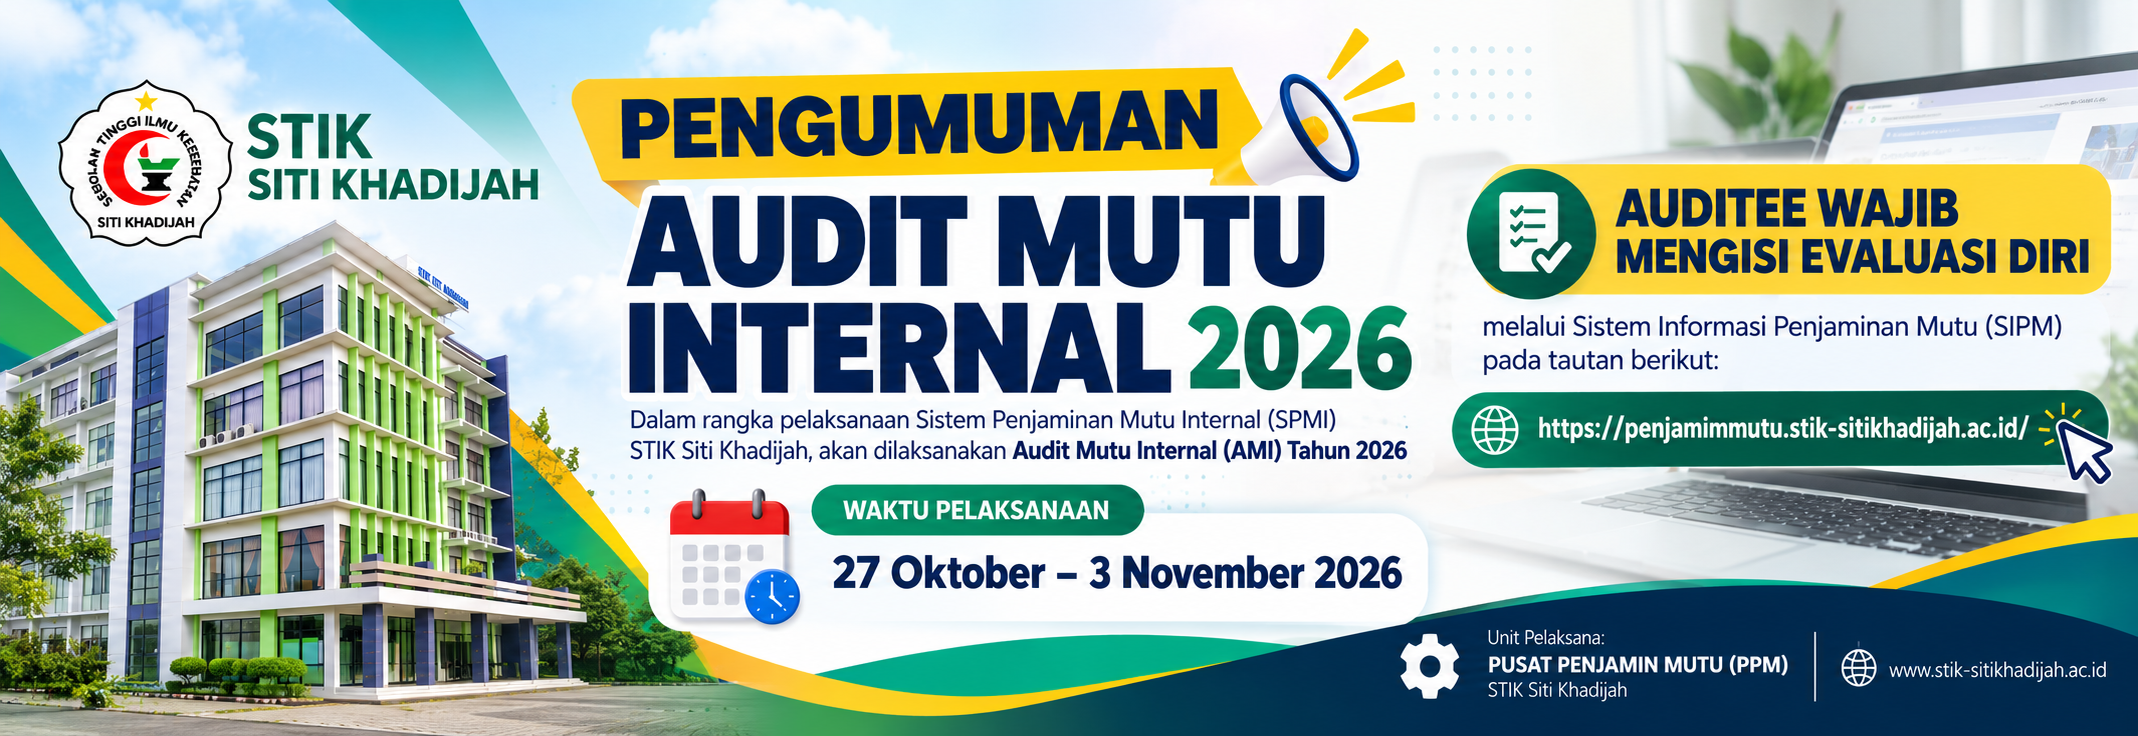 SEBOLAN TINGGI ILMU KEFEEHATAN
SITI KHADIJAH
STIK
SITI KHADIJAH
PENGUMUMAN
AUDIT MUTU
INTERNAL 2026
Dalam rangka pelaksanaan Sistem Penjaminan Mutu Internal (SPMI)
STIK Siti Khadijah, akan dilaksanakan Audit Mutu Internal (AMI) Tahun 2026
WAKTU PELAKSANAAN
27 Oktober – 3 November 2026
AUDITEE WAJIB
MENGISI EVALUASI DIRI
melalui Sistem Informasi Penjaminan Mutu (SIPM)
pada tautan berikut:
https://penjamimmutu.stik-sitikhadijah.ac.id/
Unit Pelaksana:
PUSAT PENJAMIN MUTU (PPM)
STIK Siti Khadijah
www.stik-sitikhadijah.ac.id